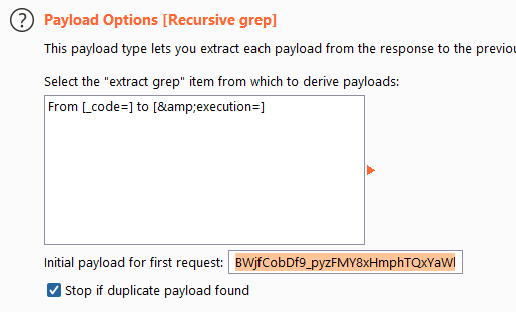 Payload Options [Recursive grep]
This payload type lets you extract each payload from the response to the previou
Select the "extract grep" item from which to derive payloads:
From [_code=] to [&amp;execution=]
Initial payload for first request: BWjfCobDf9_pyzFMY8xHmphTQxYaWl
Stop if duplicate payload found